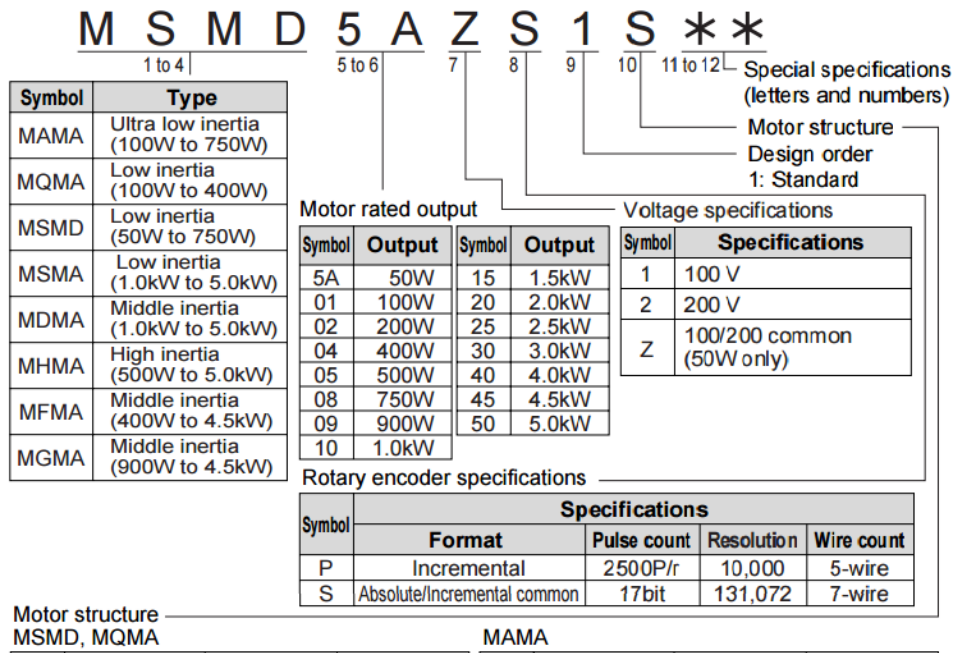 M S M D 5 A Z S 1 S * *
1 to 4 5 to 6 7 8 9 10 11 to 12
Special specifications
(letters and numbers)
Motor structure
Design order
1: Standard
Symbol Type
MAMA Ultra low inertia
(100W to 750W)
MQMA Low inertia
(100W to 400W)
MSMD Low inertia
(50W to 750W)
MSMA Low inertia
(1.0kW to 5.0kW)
MDMA Middle inertia
(1.0kW to 5.0kW)
MHMA High inertia
(500W to 5.0kW)
MFMA Middle inertia
(400W to 4.5kW)
MGMA Middle inertia
(900W to 4.5kW)
Motor rated output
Symbol Output Symbol Output
5A 50W 15 1.5kW
01 100W 20 2.0kW
02 200W 25 2.5kW
04 400W 30 3.0kW
05 500W 40 4.0kW
08 750W 45 4.5kW
09 900W 50 5.0kW
10 1.0kW
Voltage specifications
Symbol Specifications
1 100 V
2 200 V
Z 100/200 common
(50W only)
Rotary encoder specifications
Symbol Specifications
Format Pulse count Resolution Wire count
P Incremental 2500P/r 10,000 5-wire
S Absolute/Incremental common 17bit 131,072 7-wire
Motor structure
MSMD, MQMA MAMA